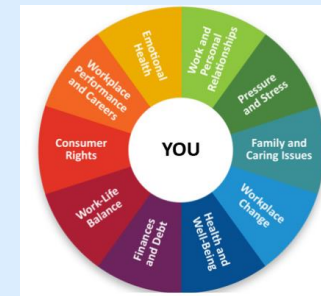 Emotional
Health
Work and
Personal
Relationships
Pressure
and Stress
Family and
Caring Issues
Workplace
Change
Health and
Well-Being
Finances
and Debt
Work-Life
Balance
Consumer
Rights
Workplace
Performance
and Careers
YOU